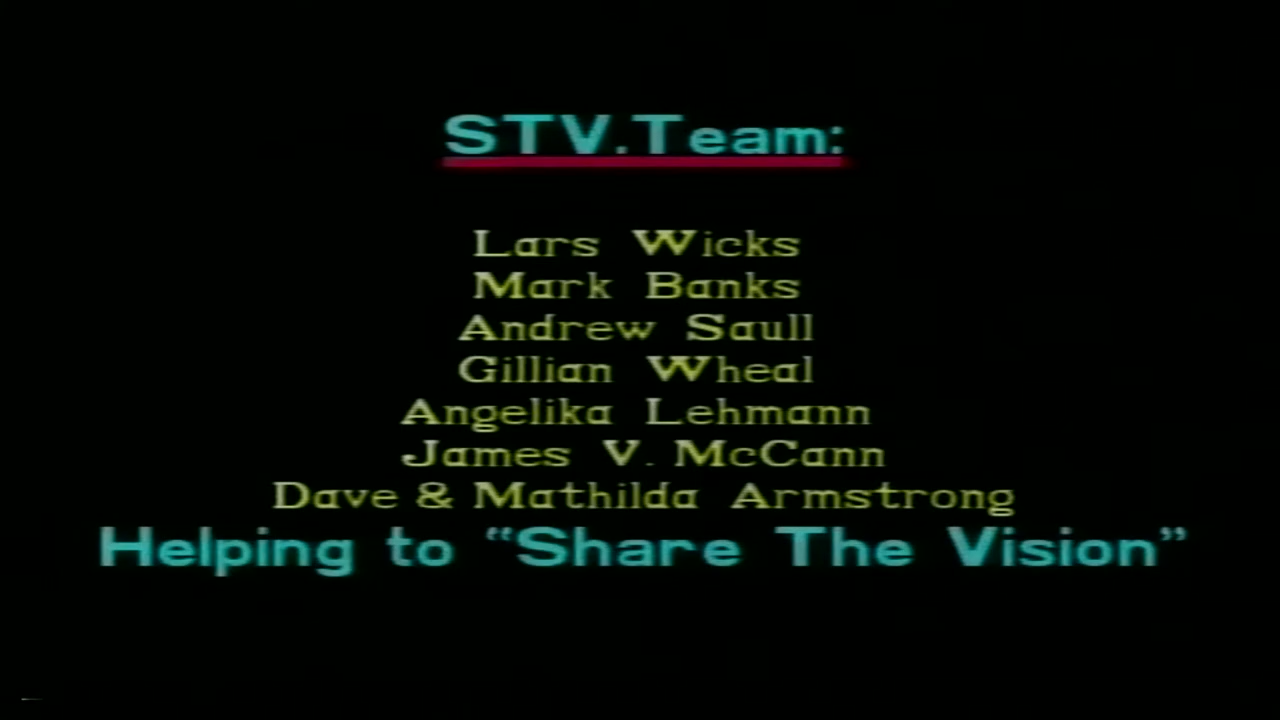 STV.Team:
Lars Wicks
Mark Banks
Andrew Saull
Gillian Wheal
Angelika Lehmann
James V. McCann
Dave & Mathilda Armstrong
Helping to “Share The Vision”